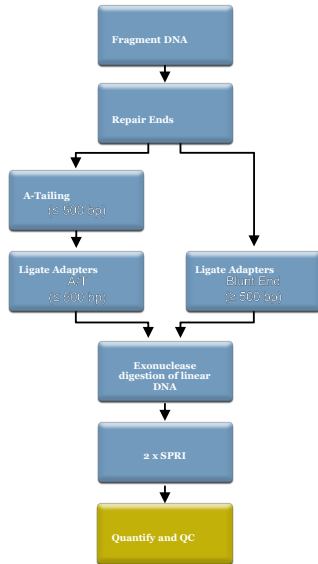 Fragment DNA
Repair Ends
A-Tailing
(≤ 500 bp)
Ligate Adapters
A/T
(≤ 500 bp)
Ligate Adapters
Blunt End
(≥ 500 bp)
Exonuclease
digestion of linear
DNA
2 x SPRI
Quantify and QC